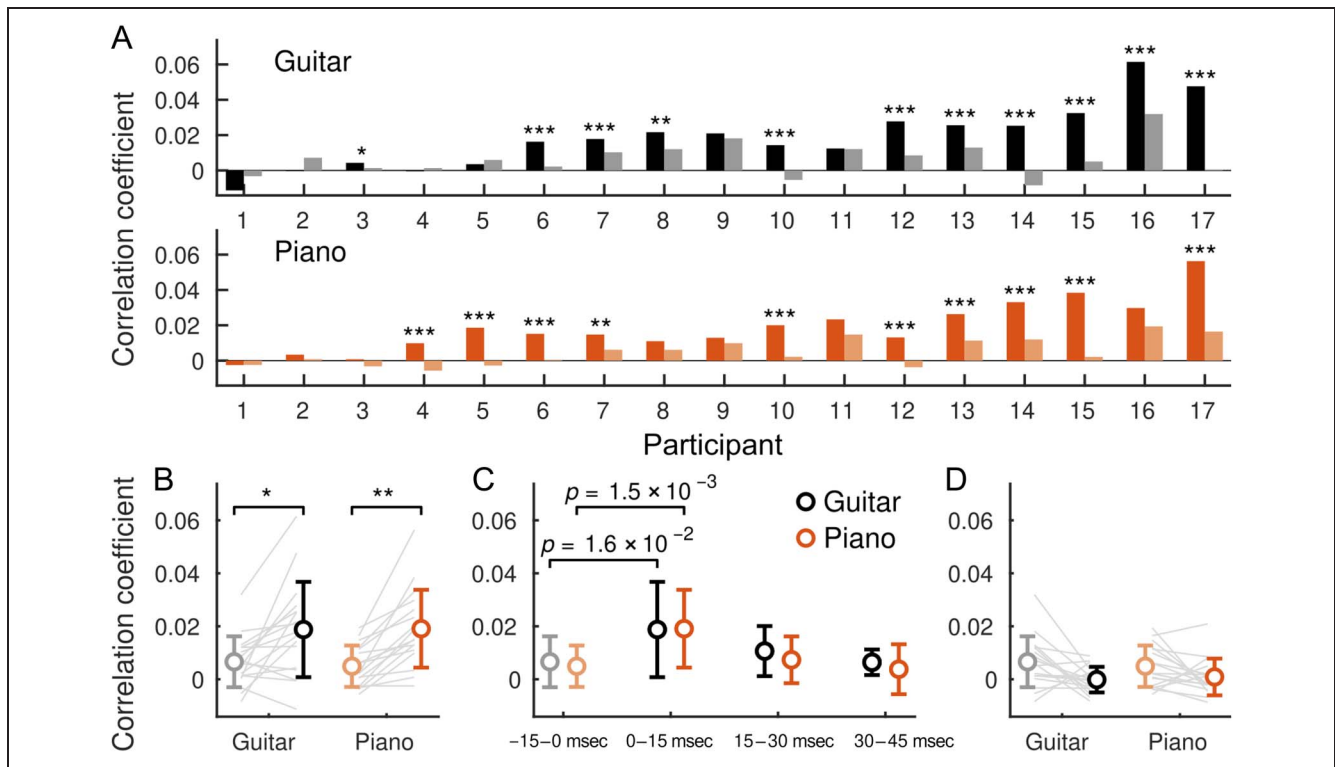 A
Guitar
0.06
0.04
0.02
0
* *** *** ** *** *** *** *** *** *** ***
1 2 3 4 5 6 7 8 9 10 11 12 13 14 15 16 17
Piano
0.06
0.04
0.02
0
*** *** *** ** *** *** *** *** *** ***
1 2 3 4 5 6 7 8 9 10 11 12 13 14 15 16 17
Correlation coefficient
Participant
B
Correlation coefficient
0.06
0.04
0.02
0
* **
Guitar Piano
C
0.06
0.04
0.02
0
p = 1.5 × 10 −3
p = 1.6 × 10 −2
Guitar
Piano
−15–0 msec 0–15 msec 15–30 msec 30–45 msec
D
0.06
0.04
0.02
0
Guitar Piano